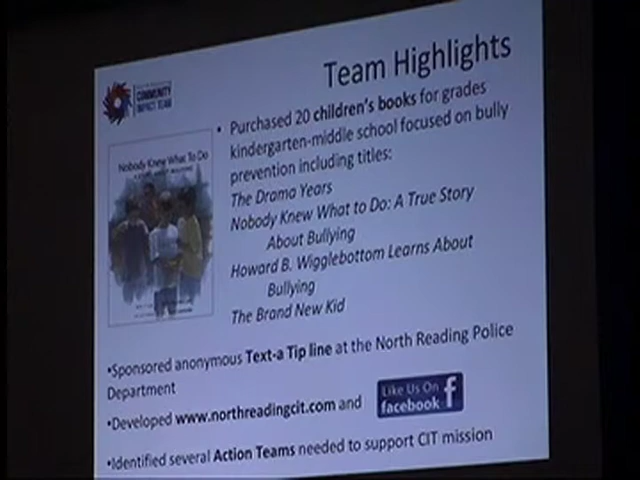 Team Highlights
COMMUNITY
IMPACT TEAM
• Purchased 20 children's books for grades
kindergarten-middle school focused on bully
prevention including titles:
The Drama Years
Nobody Knew What to Do: A True Story
About Bullying
Howard B. Wigglebottom Learns About
Bullying
The Brand New Kid
Nobody Knew What To Do
•Sponsored anonymous Text-a Tip line at the North Reading Police
Department
•Developed www.northreadingcit.com and
Like Us On
facebook
f
•Identified several Action Teams needed to support CIT mission